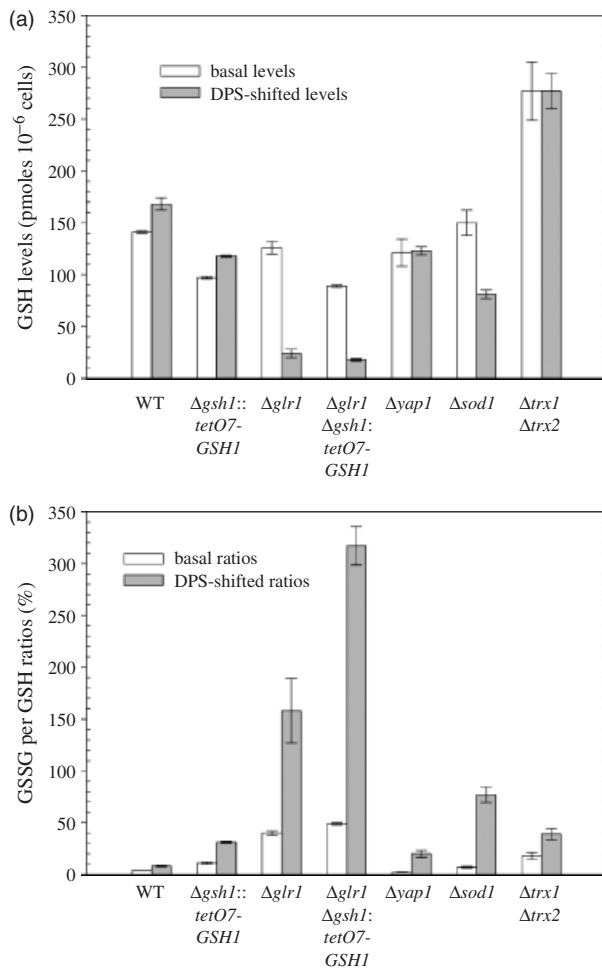 (a)
350
300
250
200
150
100
50
0
GSH levels (pmoles 10⁻⁶ cells)
basal levels
DPS-shifted levels
WT
Δgsh1::
tetO7-
GSH1
Δglr1
Δglr1
Δgsh1:
tetO7-
GSH1
Δyap1
Δsod1
Δtrx1
Δtrx2
(b)
350
300
250
200
150
100
50
0
GSSG per GSH ratios (%)
basal ratios
DPS-shifted ratios
WT
Δgsh1::
tetO7-
GSH1
Δglr1
Δglr1
Δgsh1:
tetO7-
GSH1
Δyap1
Δsod1
Δtrx1
Δtrx2